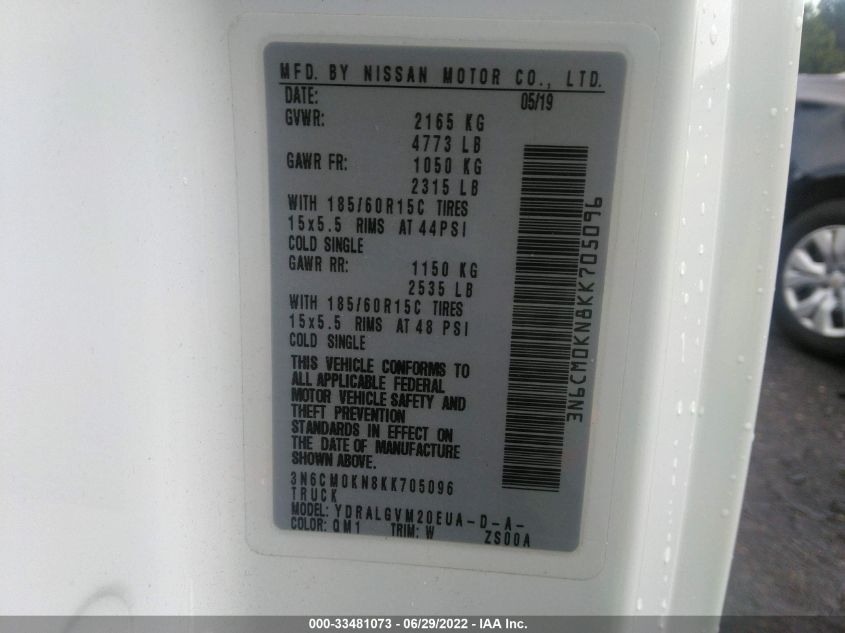 MFD. BY NISSAN MOTOR CO., LTD.
DATE: 05/19
GVWR: 2165 KG
4773 LB
GAWR FR: 1050 KG
2315 LB
WITH 185/60R15C TIRES
15x5.5 RIMS AT 44PSI
COLD SINGLE
GAWR RR: 1150 KG
2535 LB
WITH 185/60R15C TIRES
15x5.5 RIMS AT 48 PSI
COLD SINGLE
THIS VEHICLE CONFORMS TO
ALL APPLICABLE FEDERAL
MOTOR VEHICLE SAFETY AND
THEFT PREVENTION
STANDARDS IN EFFECT ON
THE DATE OF MANUFACTURE
SHOWN ABOVE.
3N6CM0KN8KK705096
TRUCK
MODEL: YDRALGVM20EUA-D-A-
COLOR: QM1 TRIM: W ZS00A
3N6CM0KN8KK705096
000-33481073 - 06/29/2022 - IAA Inc.